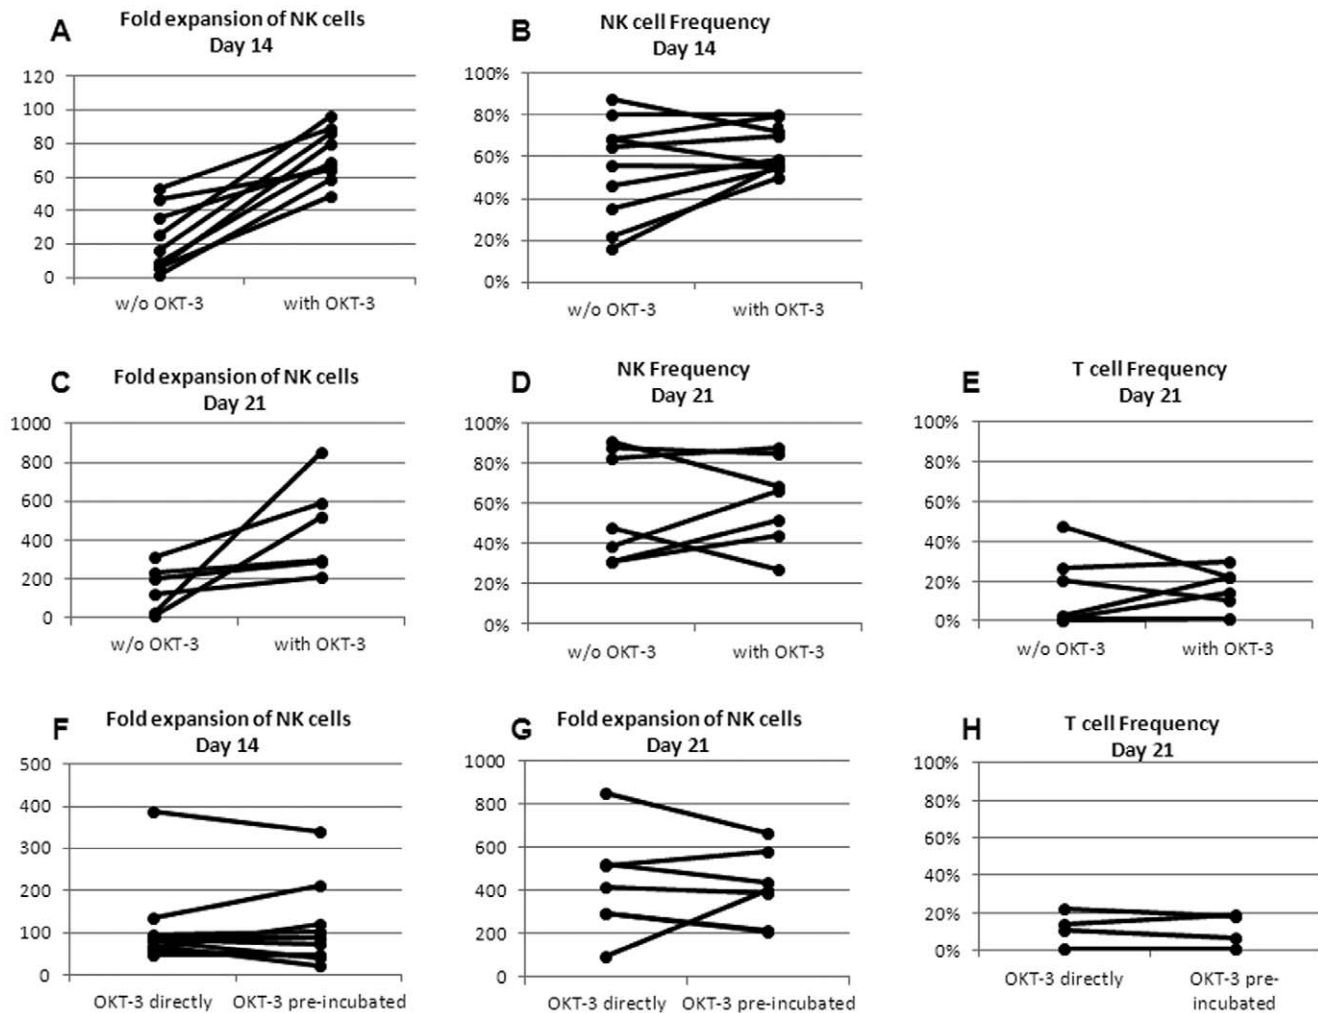 A
Fold expansion of NK cells
Day 14
120
100
80
60
40
20
0
w/o OKT-3
with OKT-3
B
NK cell Frequency
Day 14
100%
80%
60%
40%
20%
0%
w/o OKT-3
with OKT-3
C
Fold expansion of NK cells
Day 21
1000
800
600
400
200
0
w/o OKT-3
with OKT-3
D
NK Frequency
Day 21
100%
80%
60%
40%
20%
0%
w/o OKT-3
with OKT-3
E
T cell Frequency
Day 21
100%
80%
60%
40%
20%
0%
w/o OKT-3
with OKT-3
F
Fold expansion of NK cells
Day 14
500
400
300
200
100
0
OKT-3 directly
OKT-3 pre-incubated
G
Fold expansion of NK cells
Day 21
1000
800
600
400
200
0
OKT-3 directly
OKT-3 pre-incubated
H
T cell Frequency
Day 21
100%
80%
60%
40%
20%
0%
OKT-3 directly
OKT-3 pre-
incubated